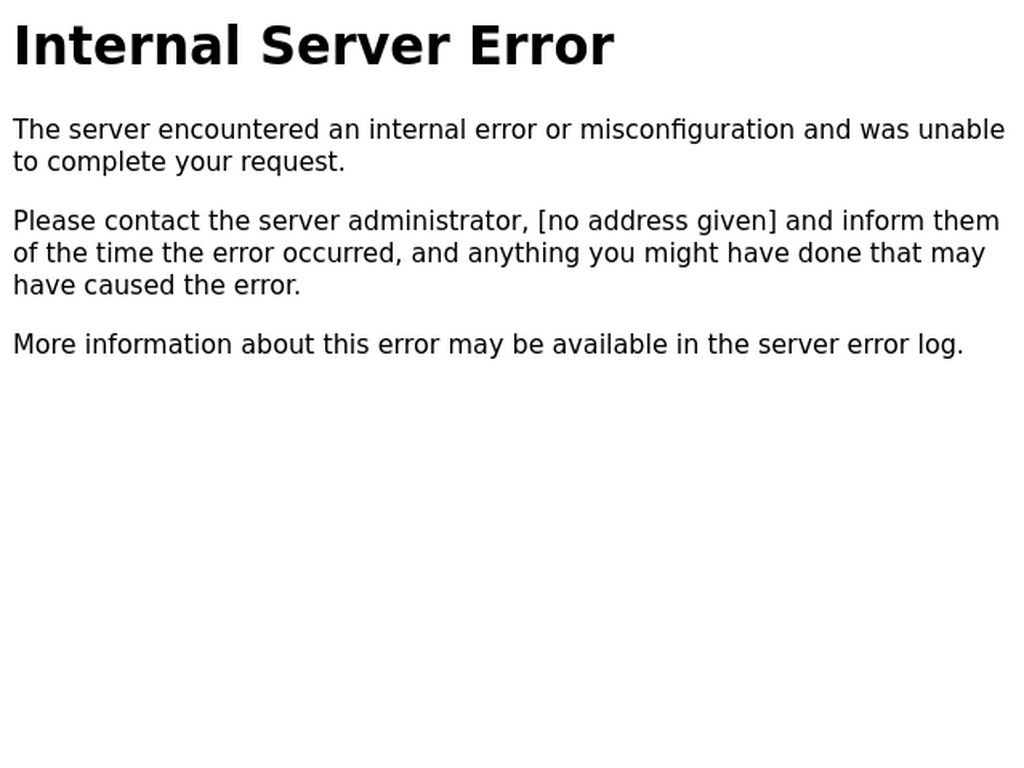 Internal Server Error
The server encountered an internal error or misconfiguration and was unable
to complete your request.
Please contact the server administrator, [no address given] and inform them
of the time the error occurred, and anything you might have done that may
have caused the error.
More information about this error may be available in the server error log.